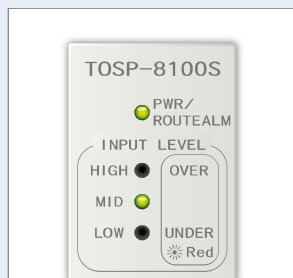 TOSP-8100S
PWR/
ROUTEALM
INPUT LEVEL
HIGH OVER
MID
LOW UNDER
Red